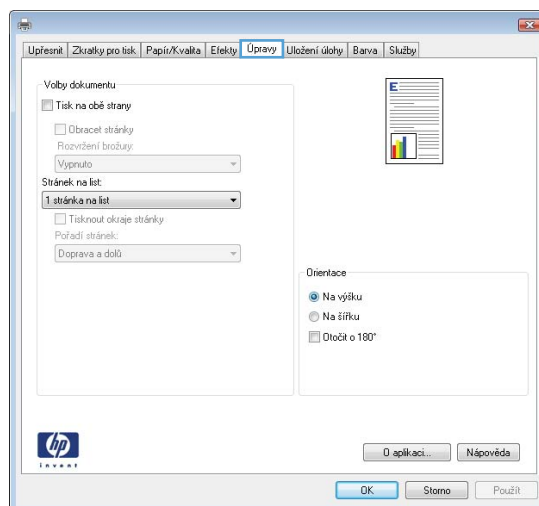 Upřesnit Zkratky pro tisk Papír/Kvalita Efekty Úpravy Uložení úlohy Barva Služby
Volby dokumentu
Tisk na obě strany
Obracet stránky
Rozvržení brožury:
Vypnuto
Stránek na list:
1 stránka na list
Tisknout okraje stránky
Pořadí stránek:
Doprava a dolů
E
Orientace
Na výšku
Na šířku
Otočit o 180°
hp
invent
O aplikaci... Nápověda
OK Storno Použít